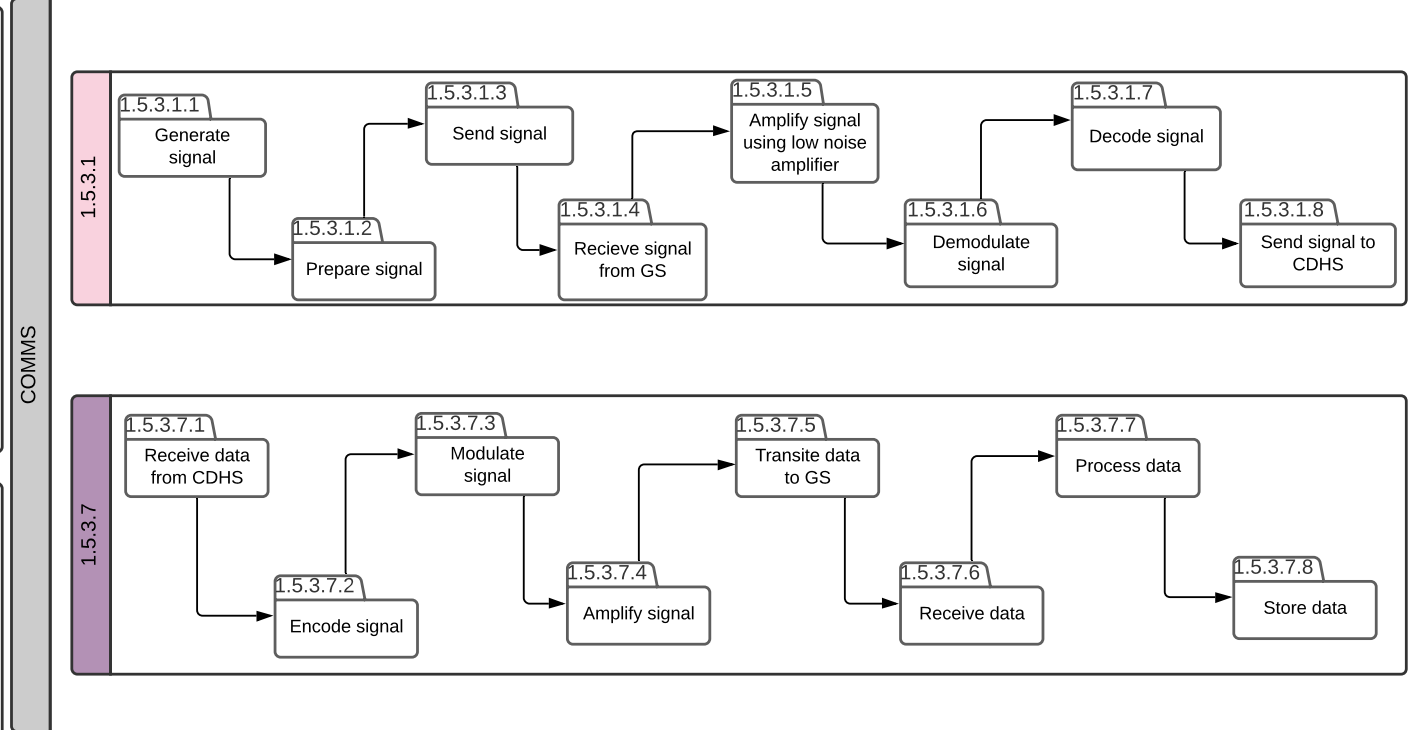 COMMS
1.5.3.1
1.5.3.1.1
Generate
signal
1.5.3.1.2
Prepare signal
1.5.3.1.3
Send signal
1.5.3.1.4
Recieve signal
from GS
1.5.3.1.5
Amplify signal
using low noise
amplifier
1.5.3.1.6
Demodulate
signal
1.5.3.1.7
Decode signal
1.5.3.1.8
Send signal to
CDHS
1.5.3.7
1.5.3.7.1
Receive data
from CDHS
1.5.3.7.2
Encode signal
1.5.3.7.3
Modulate
signal
1.5.3.7.4
Amplify signal
1.5.3.7.5
Transite data
to GS
1.5.3.7.6
Receive data
1.5.3.7.7
Process data
1.5.3.7.8
Store data